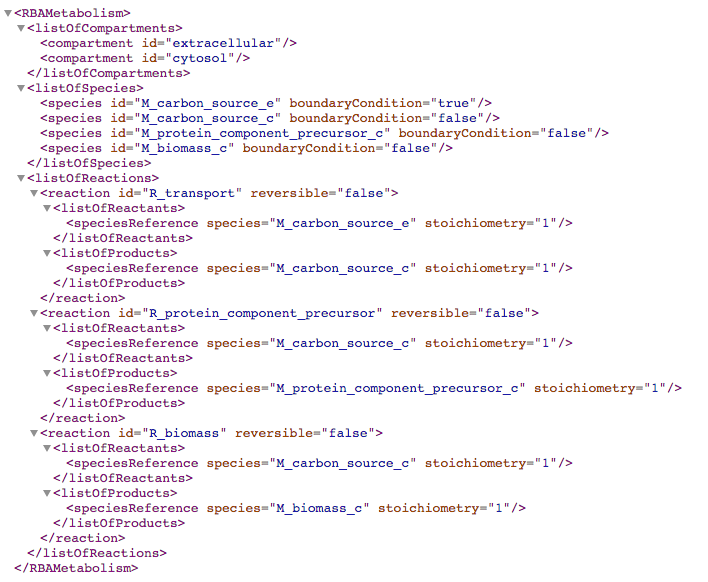 <RBAMetabolism>
<listOfCompartments>
<compartment id="extracellular"/>
<compartment id="cytosol"/>
</listOfCompartments>
<listOfSpecies>
<species id="M_carbon_source_e" boundaryCondition="true"/>
<species id="M_carbon_source_c" boundaryCondition="false"/>
<species id="M_protein_component_precursor_c" boundaryCondition="false"/>
<species id="M_biomass_c" boundaryCondition="false"/>
</listOfSpecies>
<listOfReactions>
<reaction id="R_transport" reversible="false">
<listOfReactants>
<speciesReference species="M_carbon_source_e" stoichiometry="1"/>
</listOfReactants>
<listOfProducts>
<speciesReference species="M_carbon_source_c" stoichiometry="1"/>
</listOfProducts>
</reaction>
<reaction id="R_protein_component_precursor" reversible="false">
<listOfReactants>
<speciesReference species="M_carbon_source_c" stoichiometry="1"/>
</listOfReactants>
<listOfProducts>
<speciesReference species="M_protein_component_precursor_c" stoichiometry="1"/>
</listOfProducts>
</reaction>
<reaction id="R_biomass" reversible="false">
<listOfReactants>
<speciesReference species="M_carbon_source_c" stoichiometry="1"/>
</listOfReactants>
<listOfProducts>
<speciesReference species="M_biomass_c" stoichiometry="1"/>
</listOfProducts>
</reaction>
</listOfReactions>
</RBAMetabolism>